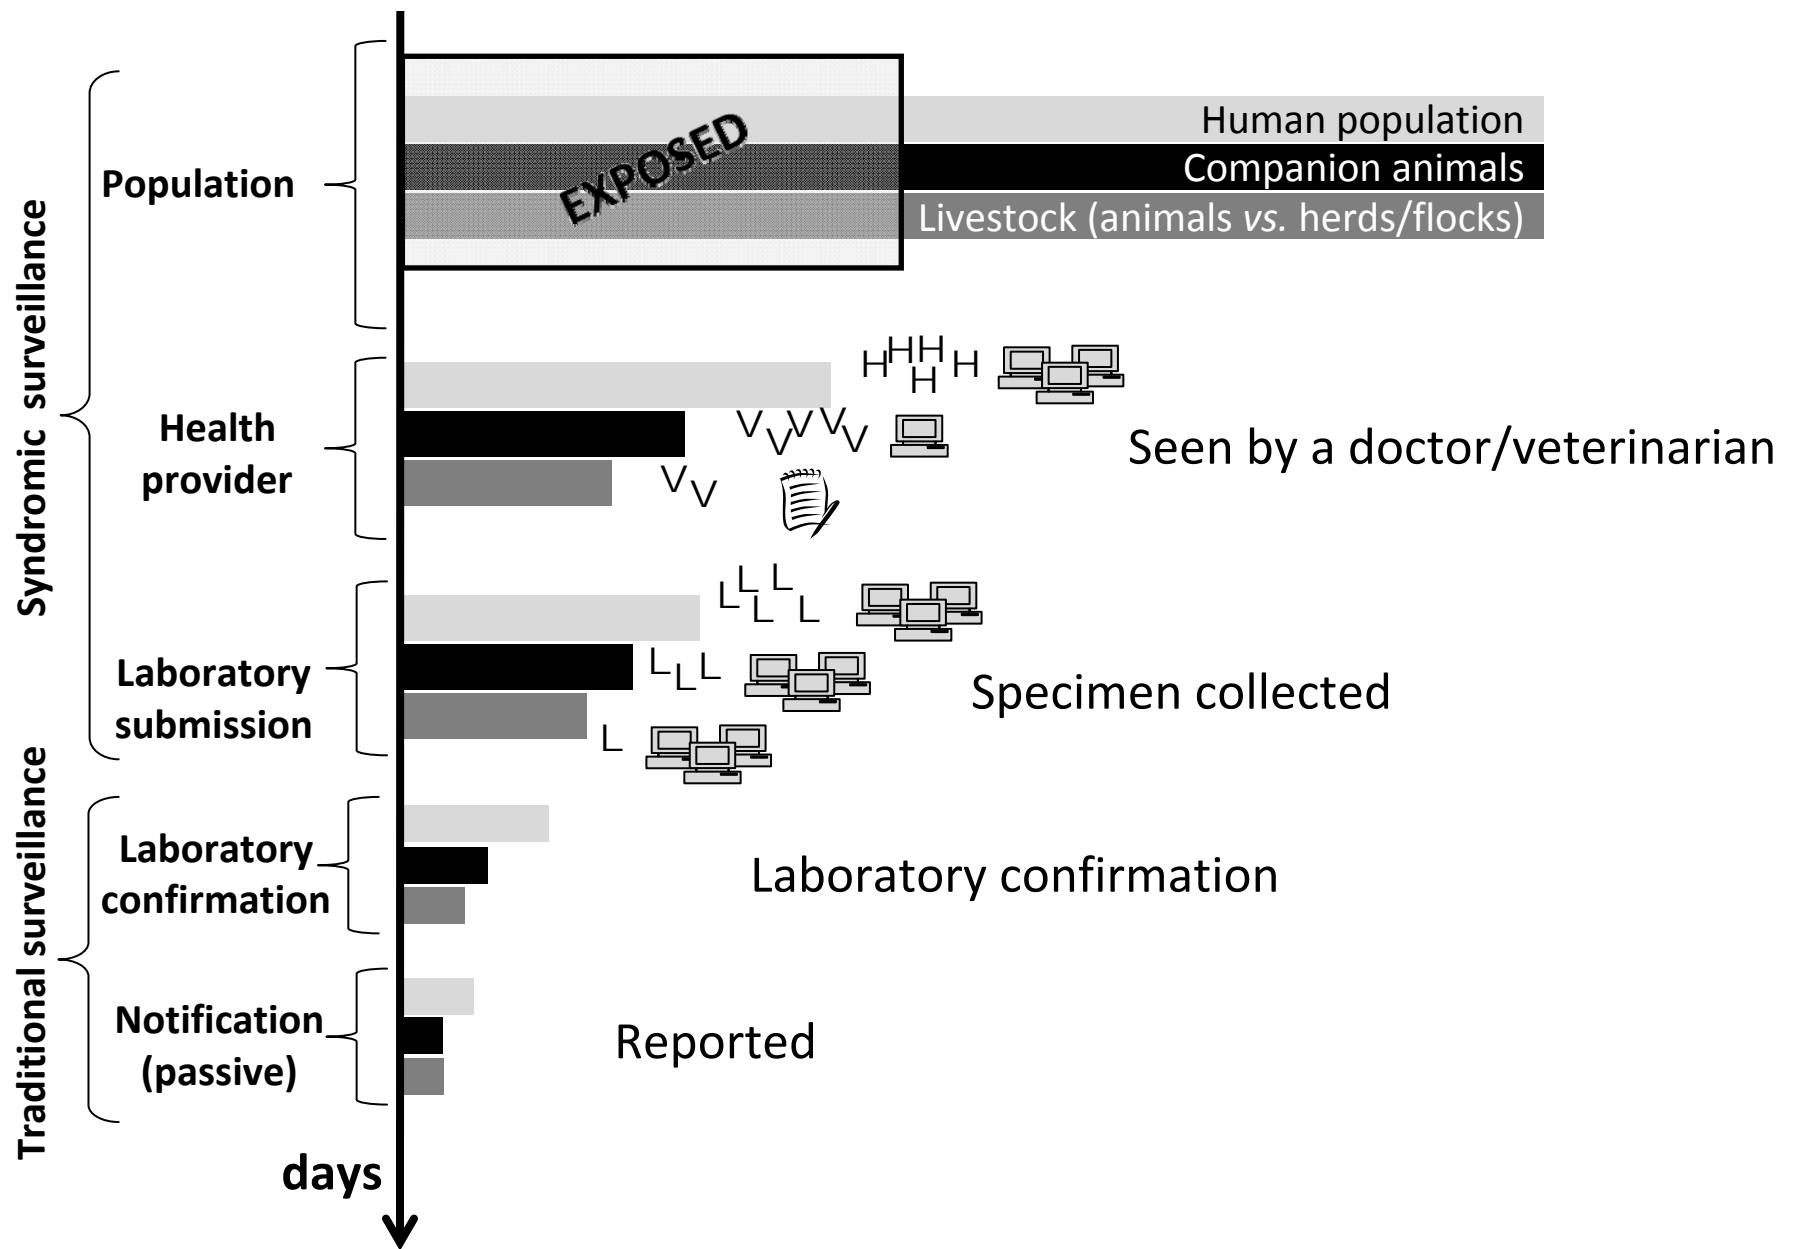 Syndromic surveillance
Traditional surveillance
Population
EXPOSED
Human population
Companion animals
Livestock (animals vs. herds/flocks)
Health
provider
H H H H H
V V V V V
V V
Seen by a doctor/veterinarian
Laboratory
submission
L L L L L
L L L
L
Specimen collected
Laboratory
confirmation
Laboratory confirmation
Notification
(passive)
Reported
days